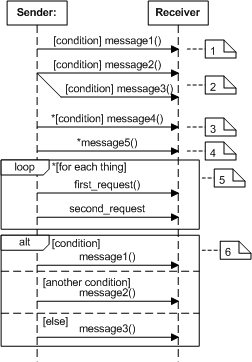 Sender: Receiver
[condition] message1()
1
[condition] message2()
2
[condition] message3()
*[condition] message4()
3
*message5()
4
loop *[for each thing]
5
first_request()
second_request
alt [condition]
6
message1()
[another condition]
message2()
[else]
message3()